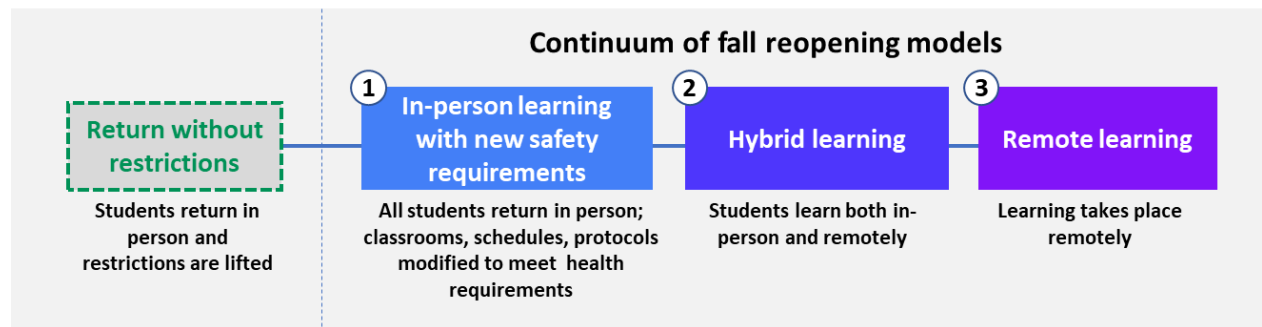 Continuum of fall reopening models
Return without
restrictions
Students return in
person and
restrictions are lifted
1
In-person learning
with new safety
requirements
All students return in person;
classrooms, schedules, protocols
modified to meet health
requirements
2
Hybrid learning
Students learn both in-
person and remotely
3
Remote learning
Learning takes place
remotely